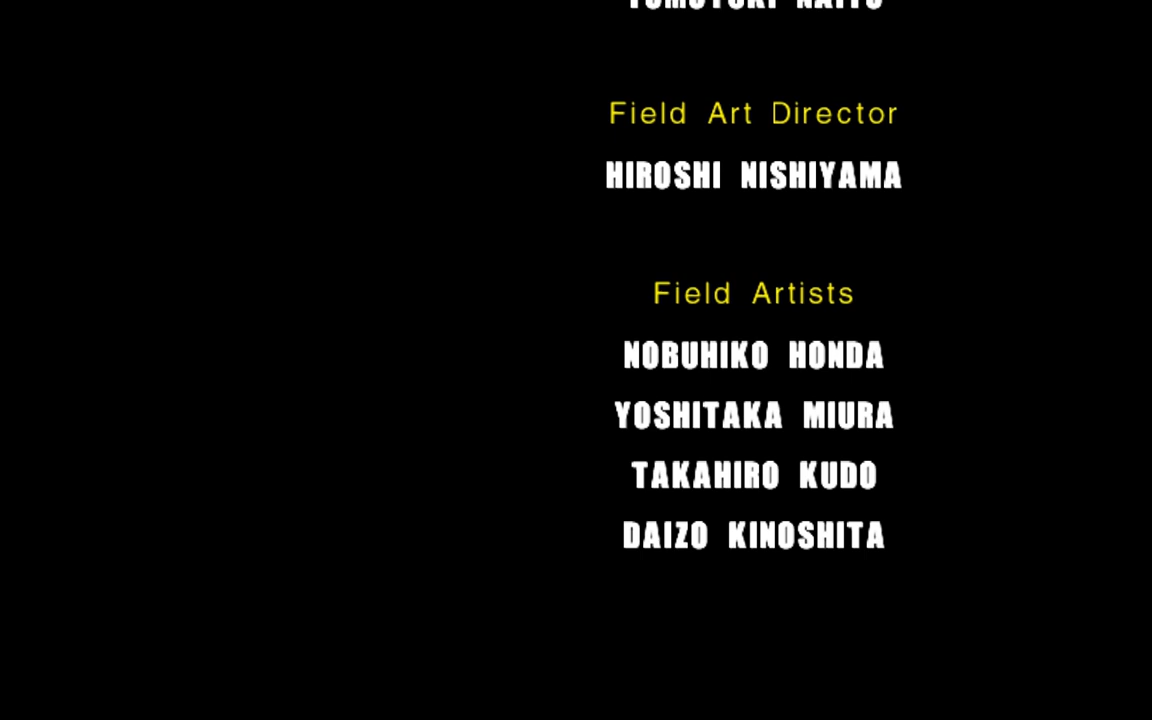 Field Art Director
HIROSHI NISHIYAMA
Field Artists
NOBUHIKO HONDA
YOSHITAKA MIURA
TAKAHIRO KUDO
DAIZO KINOSHITA